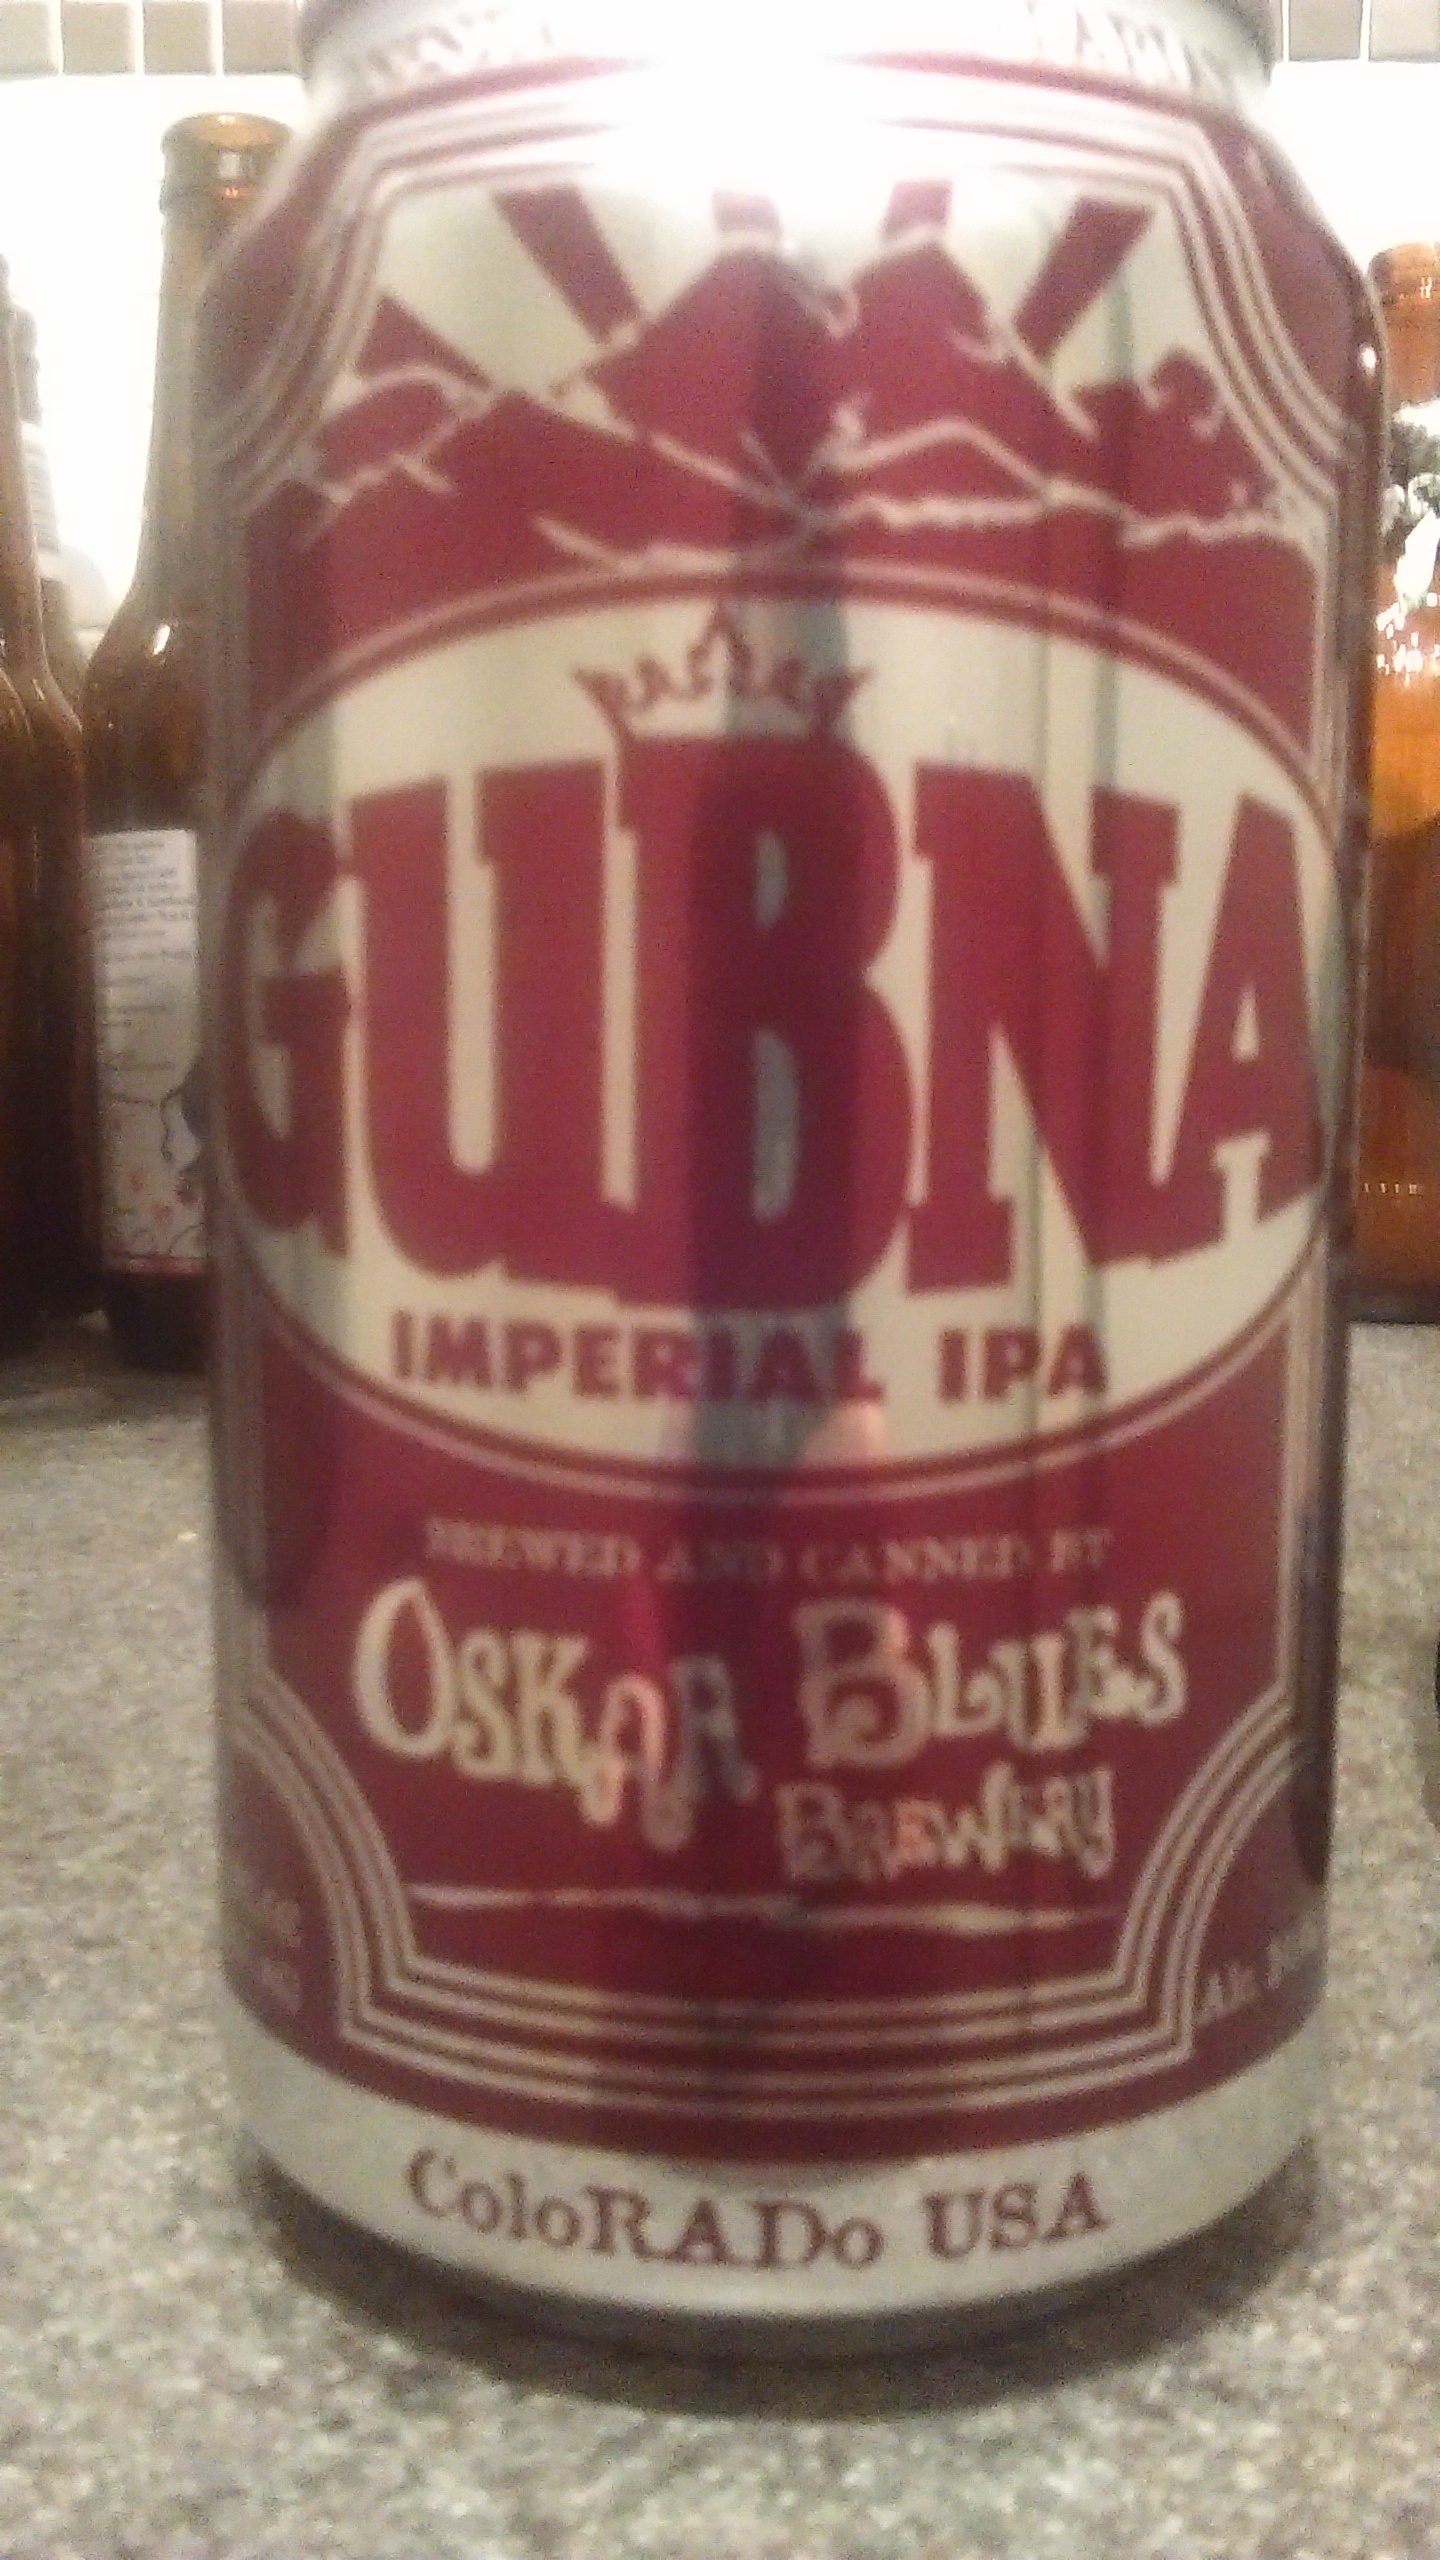 GUBNA
IMPERIAL IPA
BREWED AND CANNED BY
OSKAR BLUES
BREWERY
ColoRADo USA